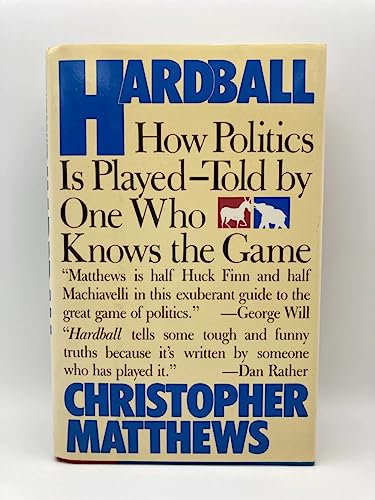 HARDBALL
How Politics
Is Played—Told by
One Who
Knows the Game
“Matthews is half Huck Finn and half
Machiavelli in this exuberant guide to the
great game of politics.” —George Will
“Hardball tells some tough and funny
truths because it’s written by someone
who has played it.” —Dan Rather
CHRISTOPHER
MATTHEWS